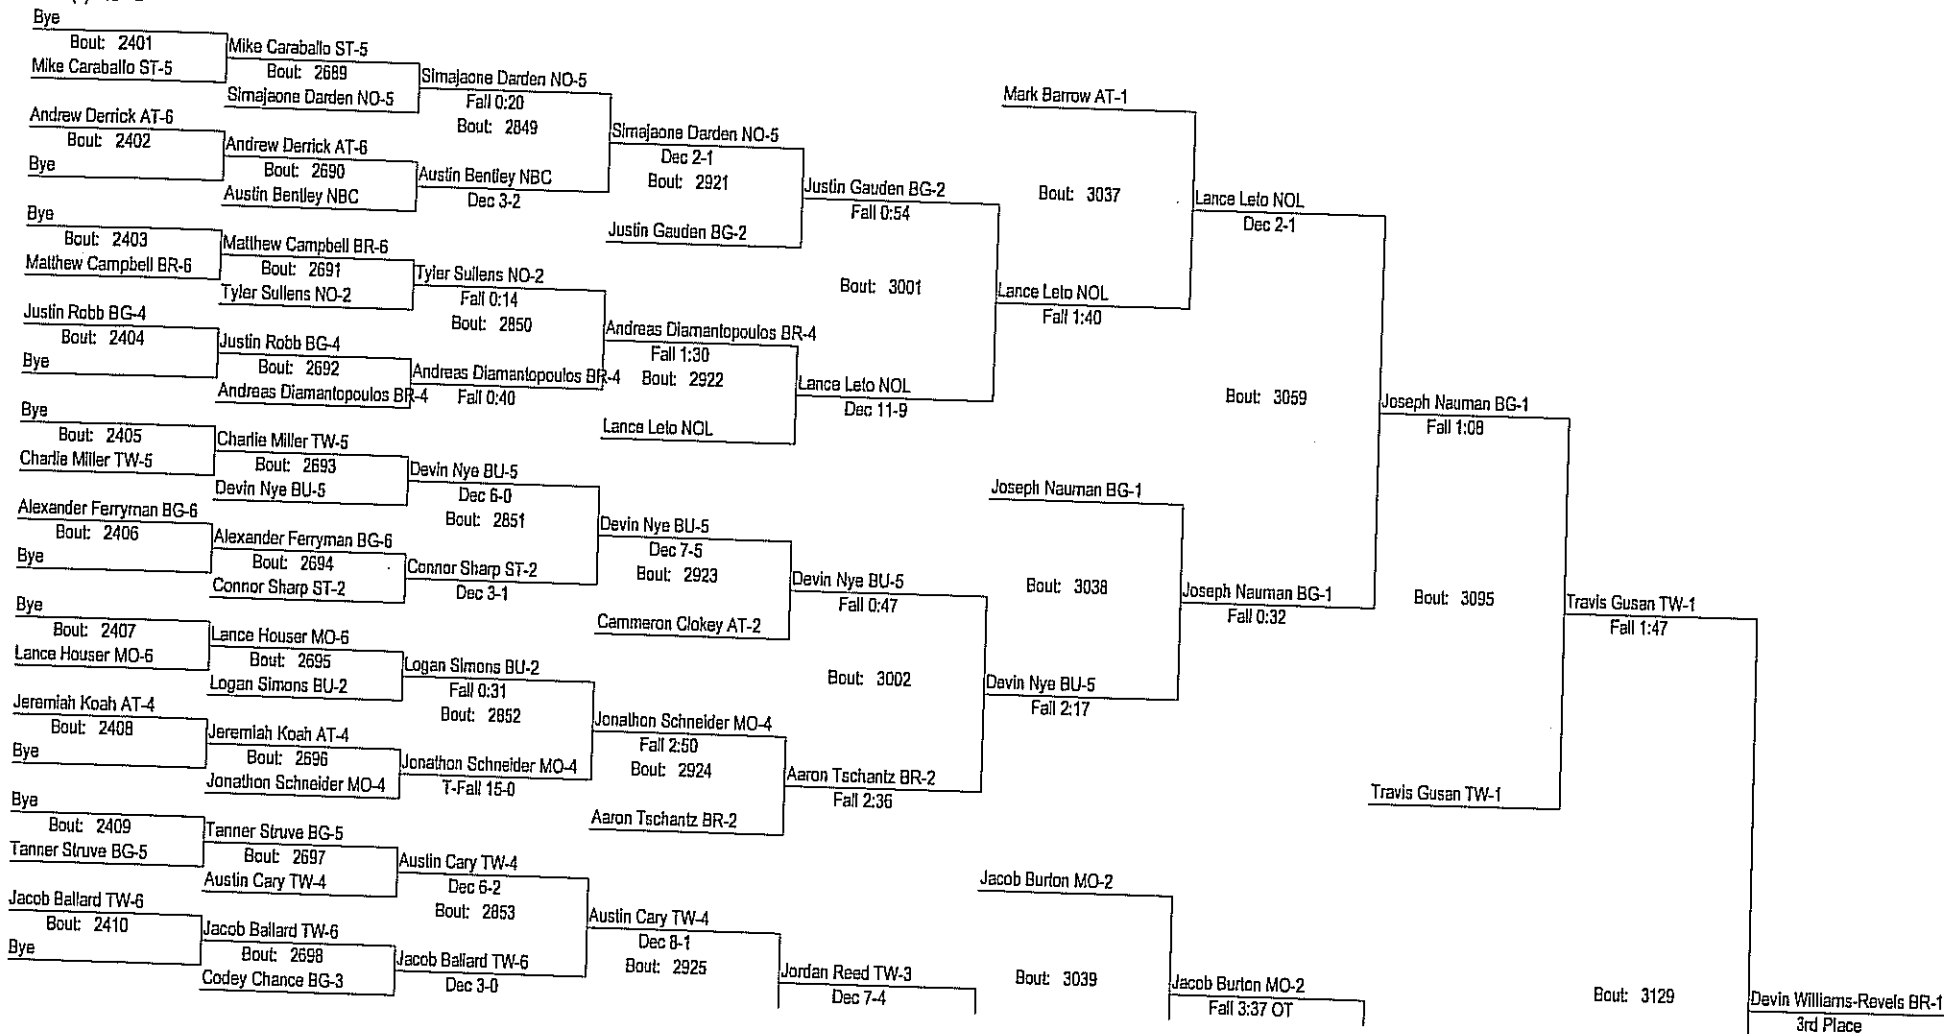 Bye
Bout: 2401
Mike Caraballo ST-5
Andrew Derrick AT-6
Bout: 2402
Bye
Bye
Bout: 2403
Matthew Campbell BR-6
Justin Robb BG-4
Bout: 2404
Bye
Bye
Bout: 2405
Charlie Miller TW-5
Alexander Ferryman BG-6
Bout: 2406
Bye
Bye
Bout: 2407
Lance Houser MO-6
Jeremiah Koah AT-4
Bout: 2408
Bye
Bye
Bout: 2409
Tanner Struve BG-5
Jacob Ballard TW-6
Bout: 2410
Bye
Mike Caraballo ST-5
Bout: 2689
Simajaone Darden NO-5
Andrew Derrick AT-6
Bout: 2690
Austin Bentley NBC
Matthew Campbell BR-6
Bout: 2691
Tyler Sullens NO-2
Justin Robb BG-4
Bout: 2692
Andreas Diamantopoulos BR-4
Charlie Miller TW-5
Bout: 2693
Devin Nye BU-5
Alexander Ferryman BG-6
Bout: 2694
Connor Sharp ST-2
Lance Houser MO-6
Bout: 2695
Logan Simons BU-2
Jeremiah Koah AT-4
Bout: 2696
Jonathon Schneider MO-4
Tanner Struve BG-5
Bout: 2697
Austin Cary TW-4
Jacob Ballard TW-6
Bout: 2698
Codey Chance BG-3
Simajaone Darden NO-5
Fall 0:20
Bout: 2849
Austin Bentley NBC
Dec 3-2
Tyler Sullens NO-2
Fall 0:14
Bout: 2850
Andreas Diamantopoulos BR-4
Fall 0:40
Devin Nye BU-5
Dec 6-0
Bout: 2851
Connor Sharp ST-2
Dec 3-1
Logan Simons BU-2
Fall 0:31
Bout: 2852
Jonathon Schneider MO-4
T-Fall 15-0
Austin Cary TW-4
Dec 6-2
Bout: 2853
Jacob Ballard TW-6
Dec 3-0
Simajaone Darden NO-5
Dec 2-1
Bout: 2921
Justin Gauden BG-2
Andreas Diamantopoulos BR-4
Fall 1:30
Bout: 2922
Lance Leto NOL
Devin Nye BU-5
Dec 7-5
Bout: 2923
Cammeron Clokey AT-2
Jonathon Schneider MO-4
Fall 2:50
Bout: 2924
Aaron Tschantz BR-2
Austin Cary TW-4
Dec 8-1
Bout: 2925
Justin Gauden BG-2
Fall 0:54
Bout: 3001
Lance Leto NOL
Dec 11-9
Devin Nye BU-5
Fall 0:47
Bout: 3002
Aaron Tschantz BR-2
Fall 2:36
Jordan Reed TW-3
Dec 7-4
Mark Barrow AT-1
Bout: 3037
Lance Leto NOL
Fall 1:40
Joseph Nauman BG-1
Bout: 3038
Devin Nye BU-5
Fall 2:17
Jacob Burton MO-2
Bout: 3039
Lance Leto NOL
Dec 2-1
Bout: 3059
Joseph Nauman BG-1
Fall 0:32
Jacob Burton MO-2
Fall 3:37 OT
Joseph Nauman BG-1
Fall 1:08
Bout: 3095
Travis Gusan TW-1
Travis Gusan TW-1
Fall 1:47
Bout: 3129
Devin Williams-Revels BR-1
3rd Place